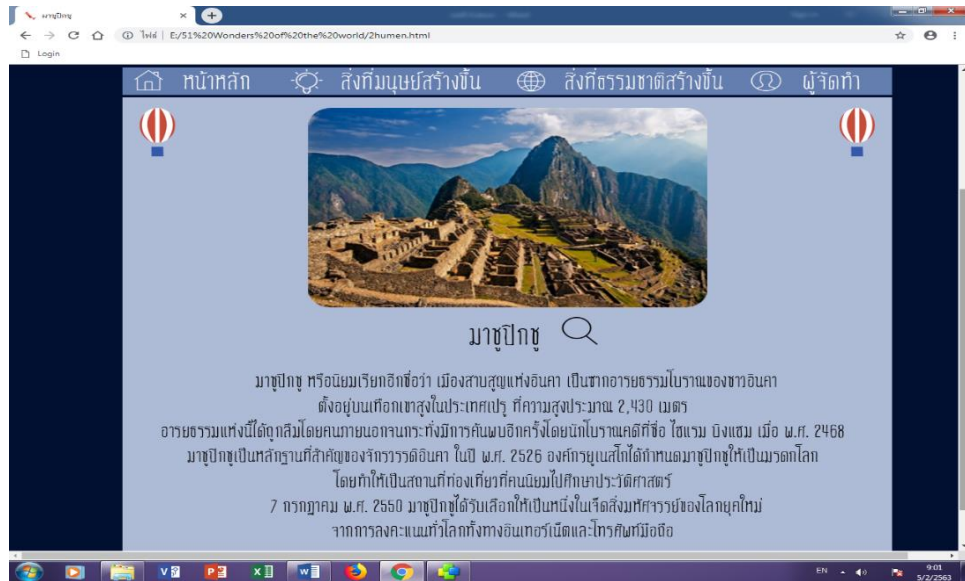 มาชูปิกชู
ไฟล์ E:/51%20Wonders%20of%20the%20world/2humen.html
Login
หน้าหลัก สิ่งที่มนุษย์สร้างขึ้น สิ่งที่ธรรมชาติสร้างขึ้น ผู้จัดทำ
มาชูปิกชู
มาชูปิกชู หรือนิยมเรียกอีกชื่อว่า เมืองสาบสูญแห่งอินคา เป็นซากอารยธรรมโบราณของชาวอินคา
ตั้งอยู่บนเทือกเขาสูงในประเทศเปรู ที่ความสูงประมาณ 2,430 เมตร
อารยธรรมแห่งนี้ได้ถูกลืมโดยคนภายนอกจนกระทั่งมีการค้นพบอีกครั้งโดยนักโบราณคดีที่ชื่อ ไฮแรม บิงแฮม เมื่อ พ.ศ. 2468
มาชูปิกชูเป็นหลักฐานที่สำคัญของจักรวรรดิอินคา ในปี พ.ศ. 2526 องค์กรยูเนสโกได้กำหนดมาชูปิกชูให้เป็นมรดกโลก
โดยทำให้เป็นสถานที่ท่องเที่ยวที่คนนิยมไปศึกษาประวัติศาสตร์
7 กรกฎาคม พ.ศ. 2550 มาชูปิกชูได้รับเลือกให้เป็นหนึ่งในเจ็ดสิ่งมหัศจรรย์ของโลกยุคใหม่
จากการลงคะแนนทั่วโลกทั้งทางอินเทอร์เน็ตและโทรศัพท์มือถือ
EN
9:01
5/2/2563